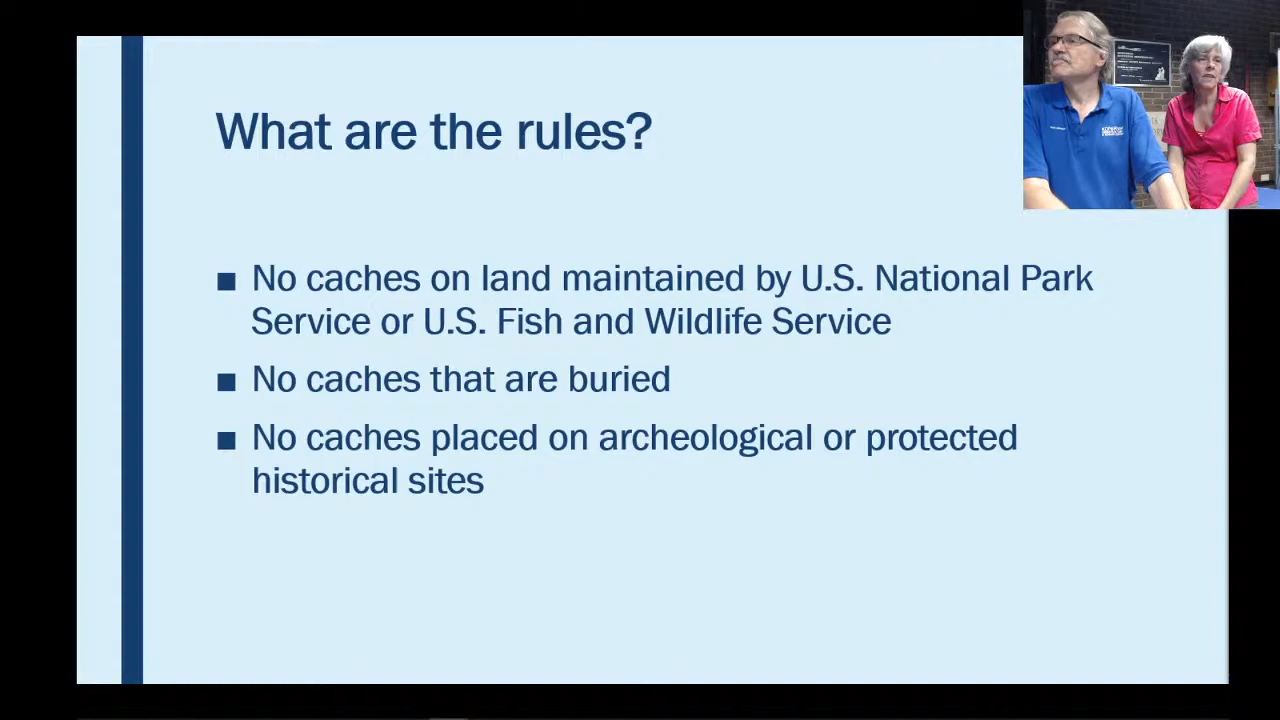 What are the rules?
■ No caches on land maintained by U.S. National Park
Service or U.S. Fish and Wildlife Service
■ No caches that are buried
■ No caches placed on archeological or protected
historical sites